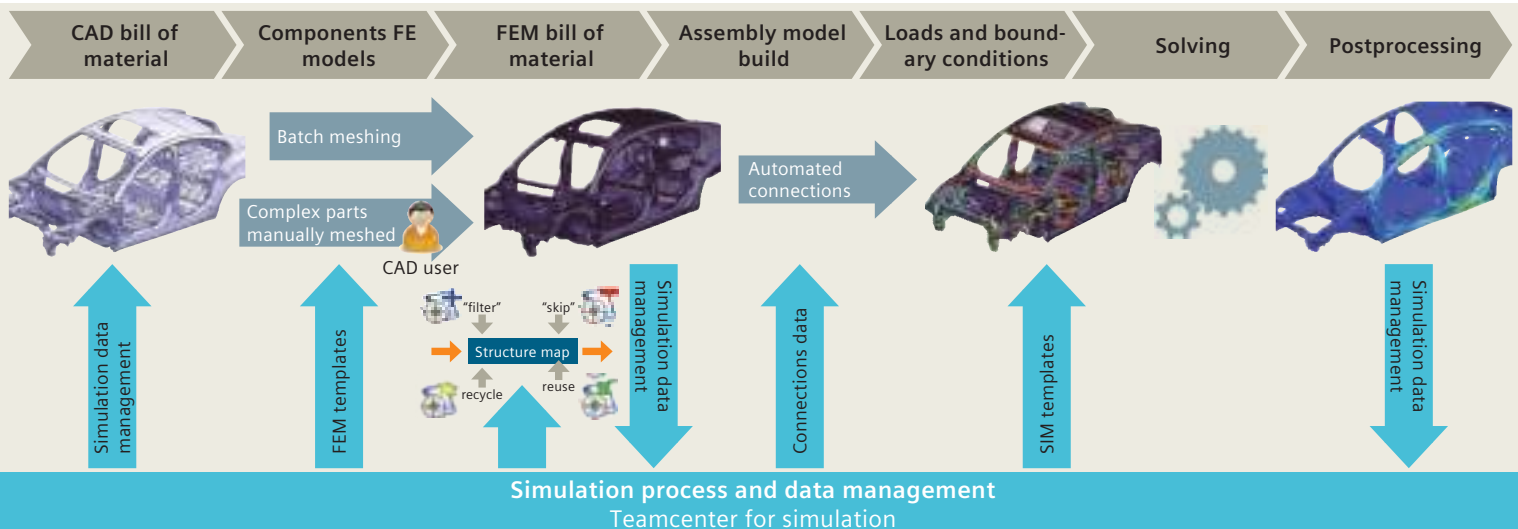 CAD bill of
material
Components FE
models
FEM bill of
material
Assembly model
build
Loads and bound-
ary conditions
Solving
Postprocessing
Batch meshing
Complex parts
manually meshed
CAD user
Automated
connections
"filter"
"skip"
Structure map
recycle
reuse
Simulation data
management
FEM templates
Simulation data
management
Connections data
SIM templates
Simulation data
management
Simulation process and data management
Teamcenter for simulation